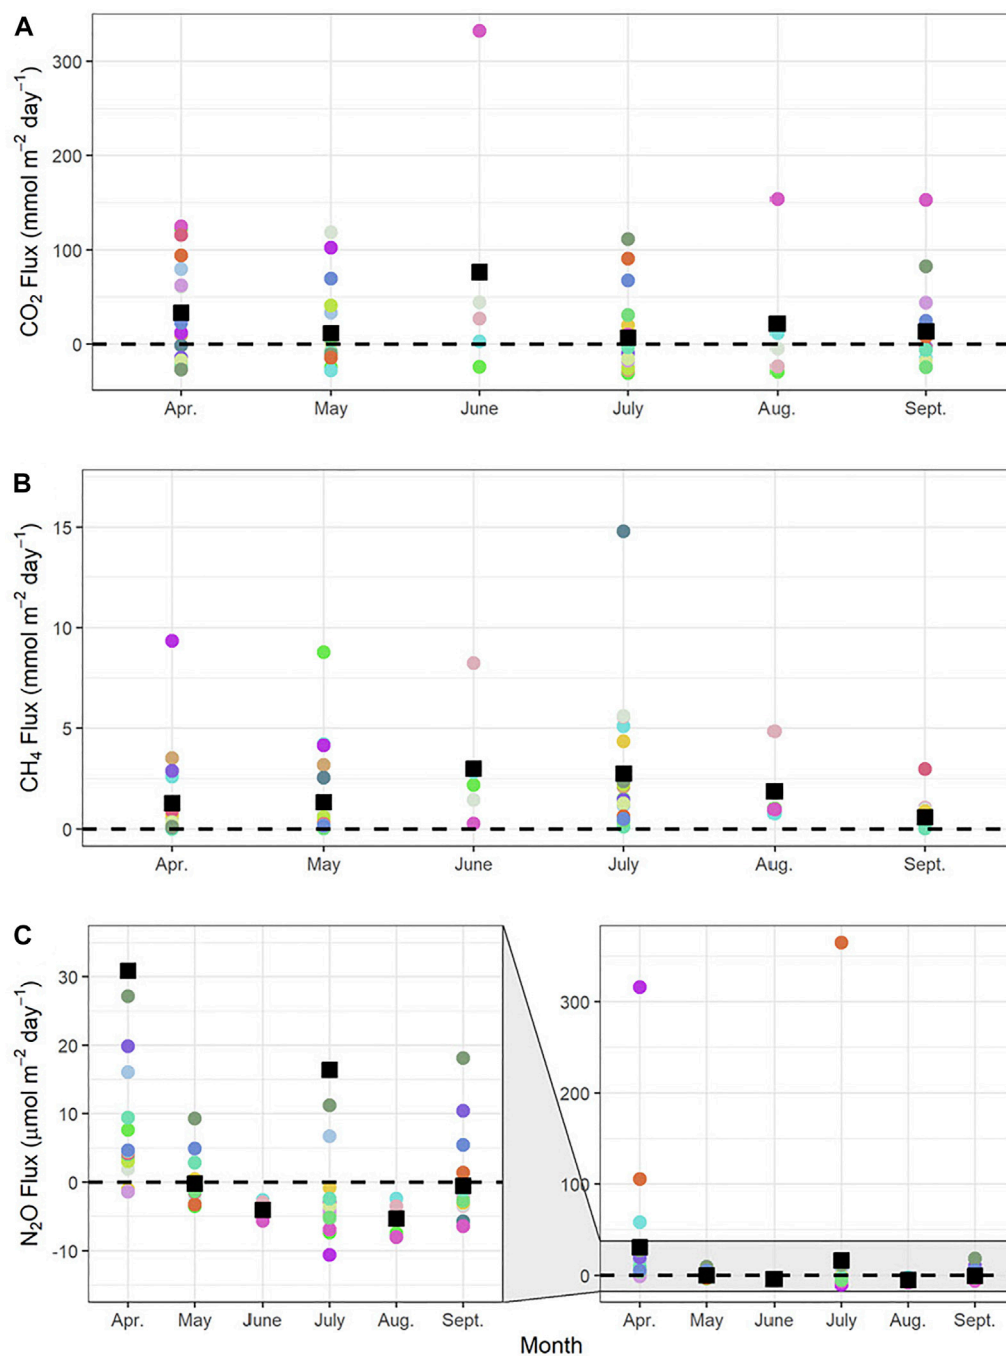 A
CO₂ Flux (mmol m⁻² day⁻¹)
300
200
100
0
Apr. May June July Aug. Sept.
B
CH₄ Flux (mmol m⁻² day⁻¹)
15
10
5
0
Apr. May June July Aug. Sept.
C
N₂O Flux (μmol m⁻² day⁻¹)
30
20
10
0
-10
Apr. May June July Aug. Sept.
300
200
100
0
Apr. May June July Aug. Sept.
Month